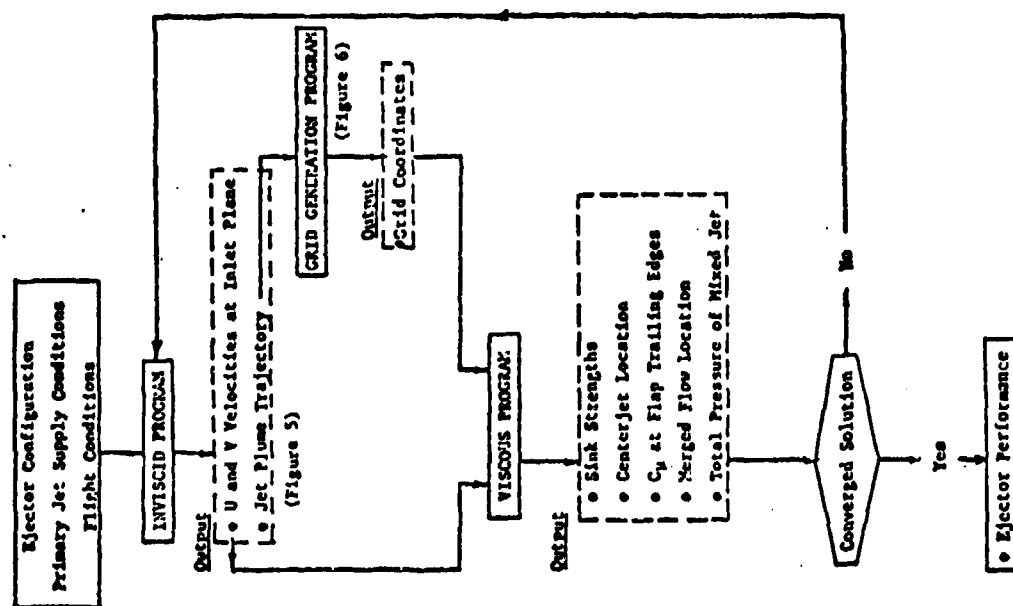 Ejector Configuration
Primary Jet Supply Conditions
Flight Conditions
INVISCID PROGRAM
Output
• U and V Velocities at Inlet Plane
• Jet Plume Trajectory
(Figure 5)
GRID GENERATION PROGRAM
(Figure 6)
Output
Grid Coordinates
VISCOUS PROGRAM
Output
• Sink Strengths
• Centerjet Location
• Cμ at Flap Trailing Edges
• Merged Flow Location
• Total Pressure of Mixed Jet
Converged Solution
No
Yes
• Ejector Performance